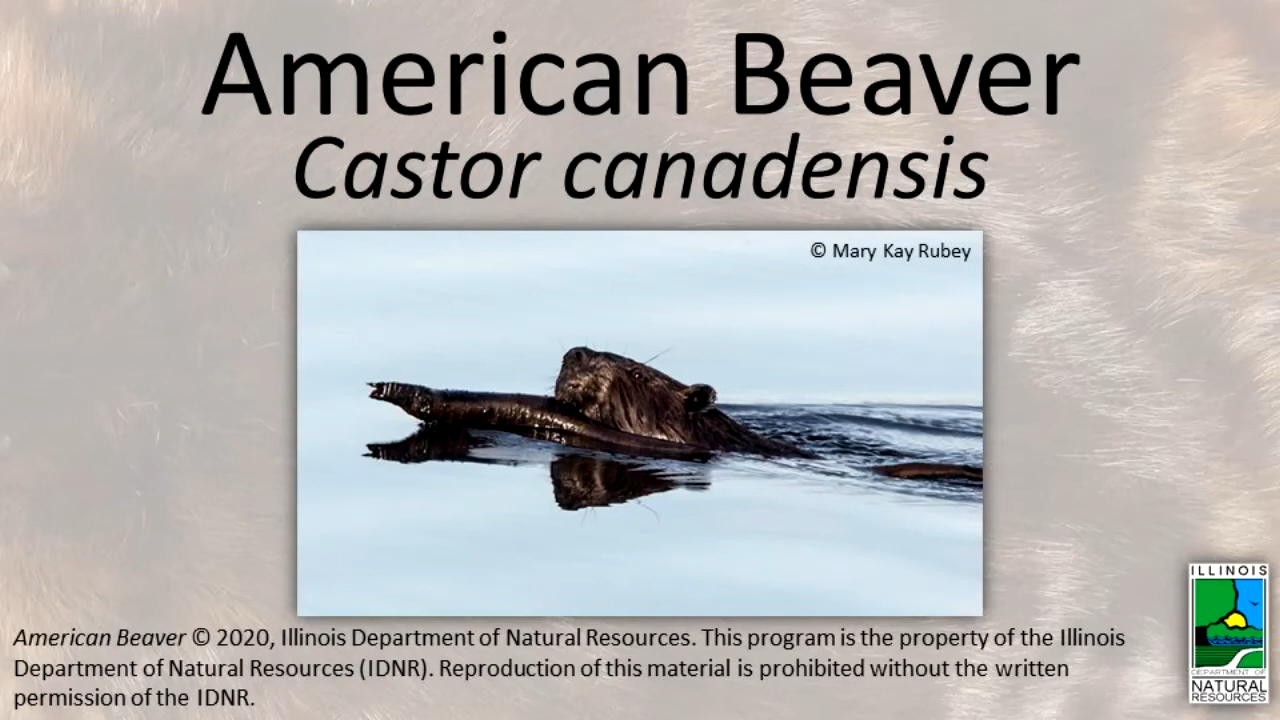 American Beaver
Castor canadensis
© Mary Kay Rubey
American Beaver © 2020, Illinois Department of Natural Resources. This program is the property of the Illinois
Department of Natural Resources (IDNR). Reproduction of this material is prohibited without the written
permission of the IDNR.
ILLINOIS
DEPARTMENT OF
NATURAL
RESOURCES